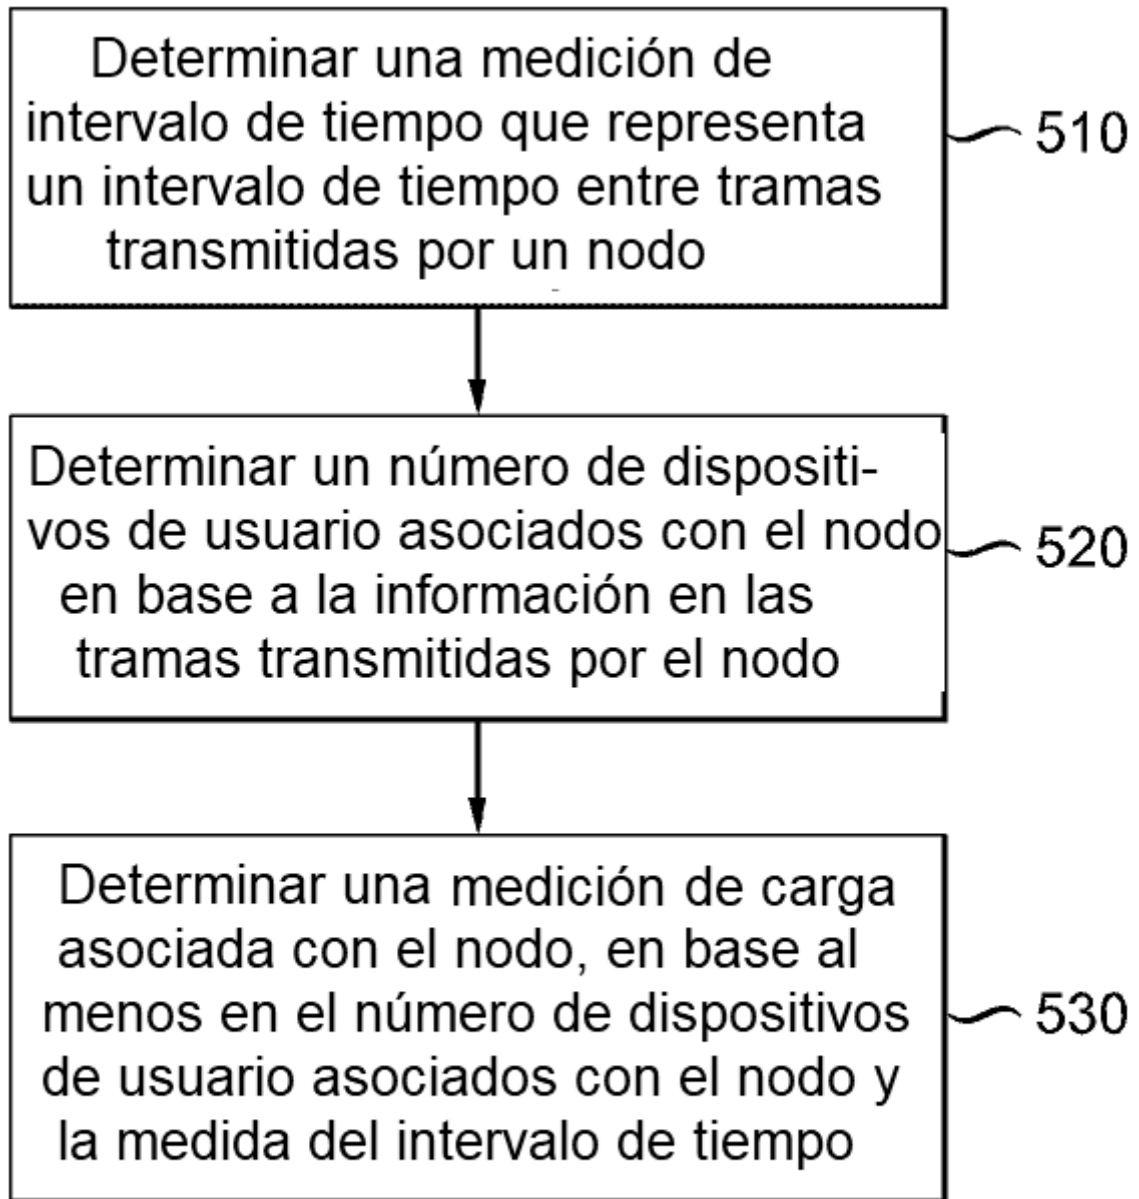 Determinar una medición de
intervalo de tiempo que representa
un intervalo de tiempo entre tramas
transmitidas por un nodo
510
Determinar un número de dispositi-
vos de usuario asociados con el nodo
en base a la información en las
tramas transmitidas por el nodo
520
Determinar una medición de carga
asociada con el nodo, en base al
menos en el número de dispositivos
de usuario asociados con el nodo y
la medida del intervalo de tiempo
530